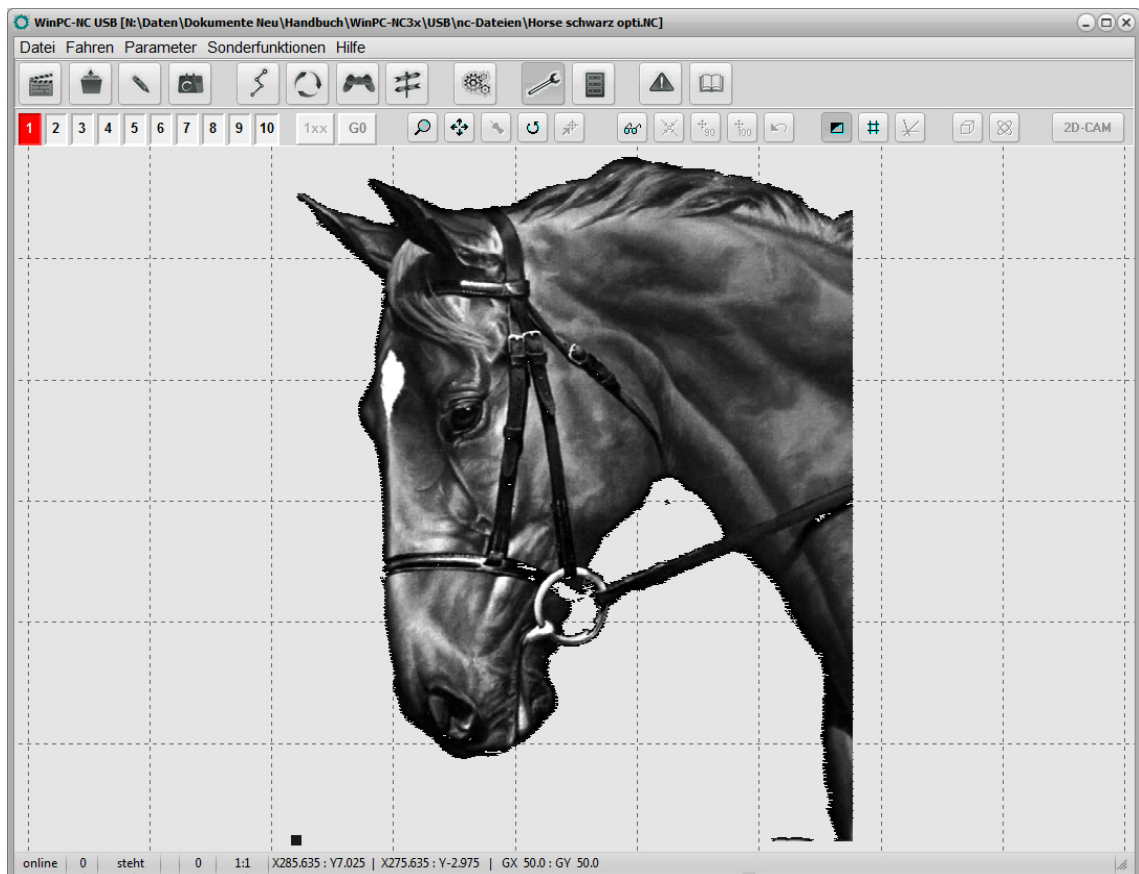 WinPC-NC USB [N:\Daten\Dokumente Neu\Handbuch\WinPC-NC3x\USB\nc-Dateien\Horse schwarz opti.NC]
Datei Fahren Parameter Sonderfunktionen Hilfe
1 2 3 4 5 6 7 8 9 10 1xx G0 90 100 2D-CAM
online 0 steht 0 1:1 X285.635 : Y7.025 | X275.635 : Y-2.975 | GX 50.0 : GY 50.0